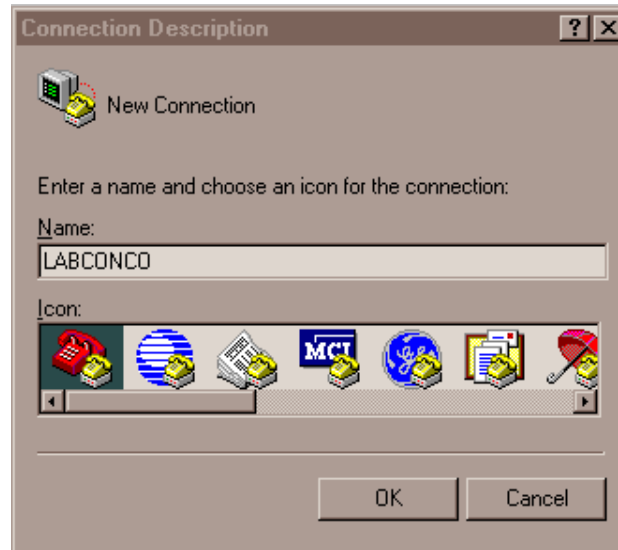 Connection Description
New Connection
Enter a name and choose an icon for the connection:
Name:
LABCONCO
Icon:
MCI
OK Cancel